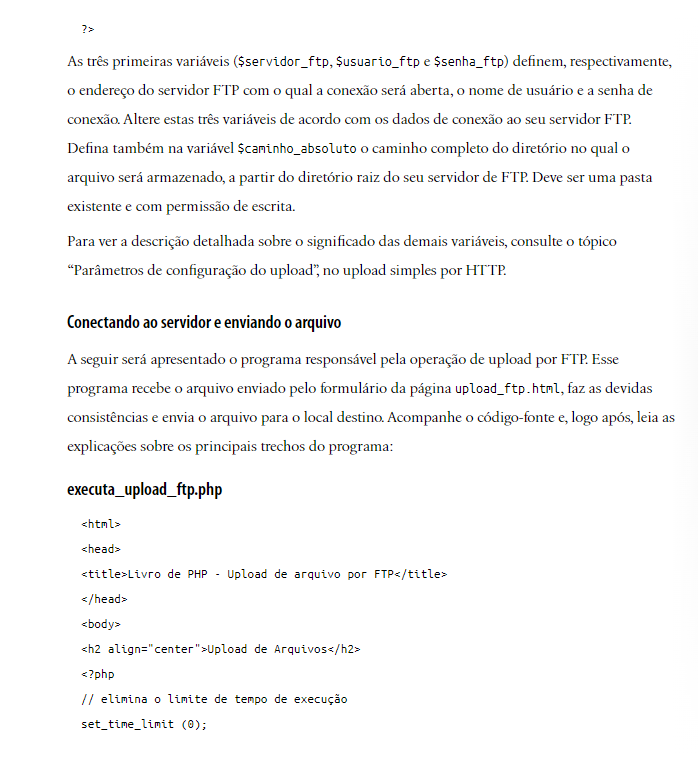 ?>
As três primeiras variáveis ($servidor_ftp, $usuario_ftp e $senha_ftp) definem, respectivamente,
o endereço do servidor FTP com o qual a conexão será aberta, o nome de usuário e a senha de
conexão. Altere estas três variáveis de acordo com os dados de conexão ao seu servidor FTP.
Defina também na variável $caminho_absoluto o caminho completo do diretório no qual o
arquivo será armazenado, a partir do diretório raiz do seu servidor de FTP. Deve ser uma pasta
existente e com permissão de escrita.
Para ver a descrição detalhada sobre o significado das demais variáveis, consulte o tópico
“Parâmetros de configuração do upload”, no upload simples por HTTP.
Conectando ao servidor e enviando o arquivo
A seguir será apresentado o programa responsável pela operação de upload por FTP. Esse
programa recebe o arquivo enviado pelo formulário da página upload_ftp.html, faz as devidas
consistências e envia o arquivo para o local destino. Acompanhe o código-fonte e, logo após, leia as
explicações sobre os principais trechos do programa:
executa_upload_ftp.php
<html>
<head>
<title>Livro de PHP - Upload de arquivo por FTP</title>
</head>
<body>
<h2 align="center">Upload de Arquivos</h2>
<?php
// elimina o limite de tempo de execução
set_time_limit (0);